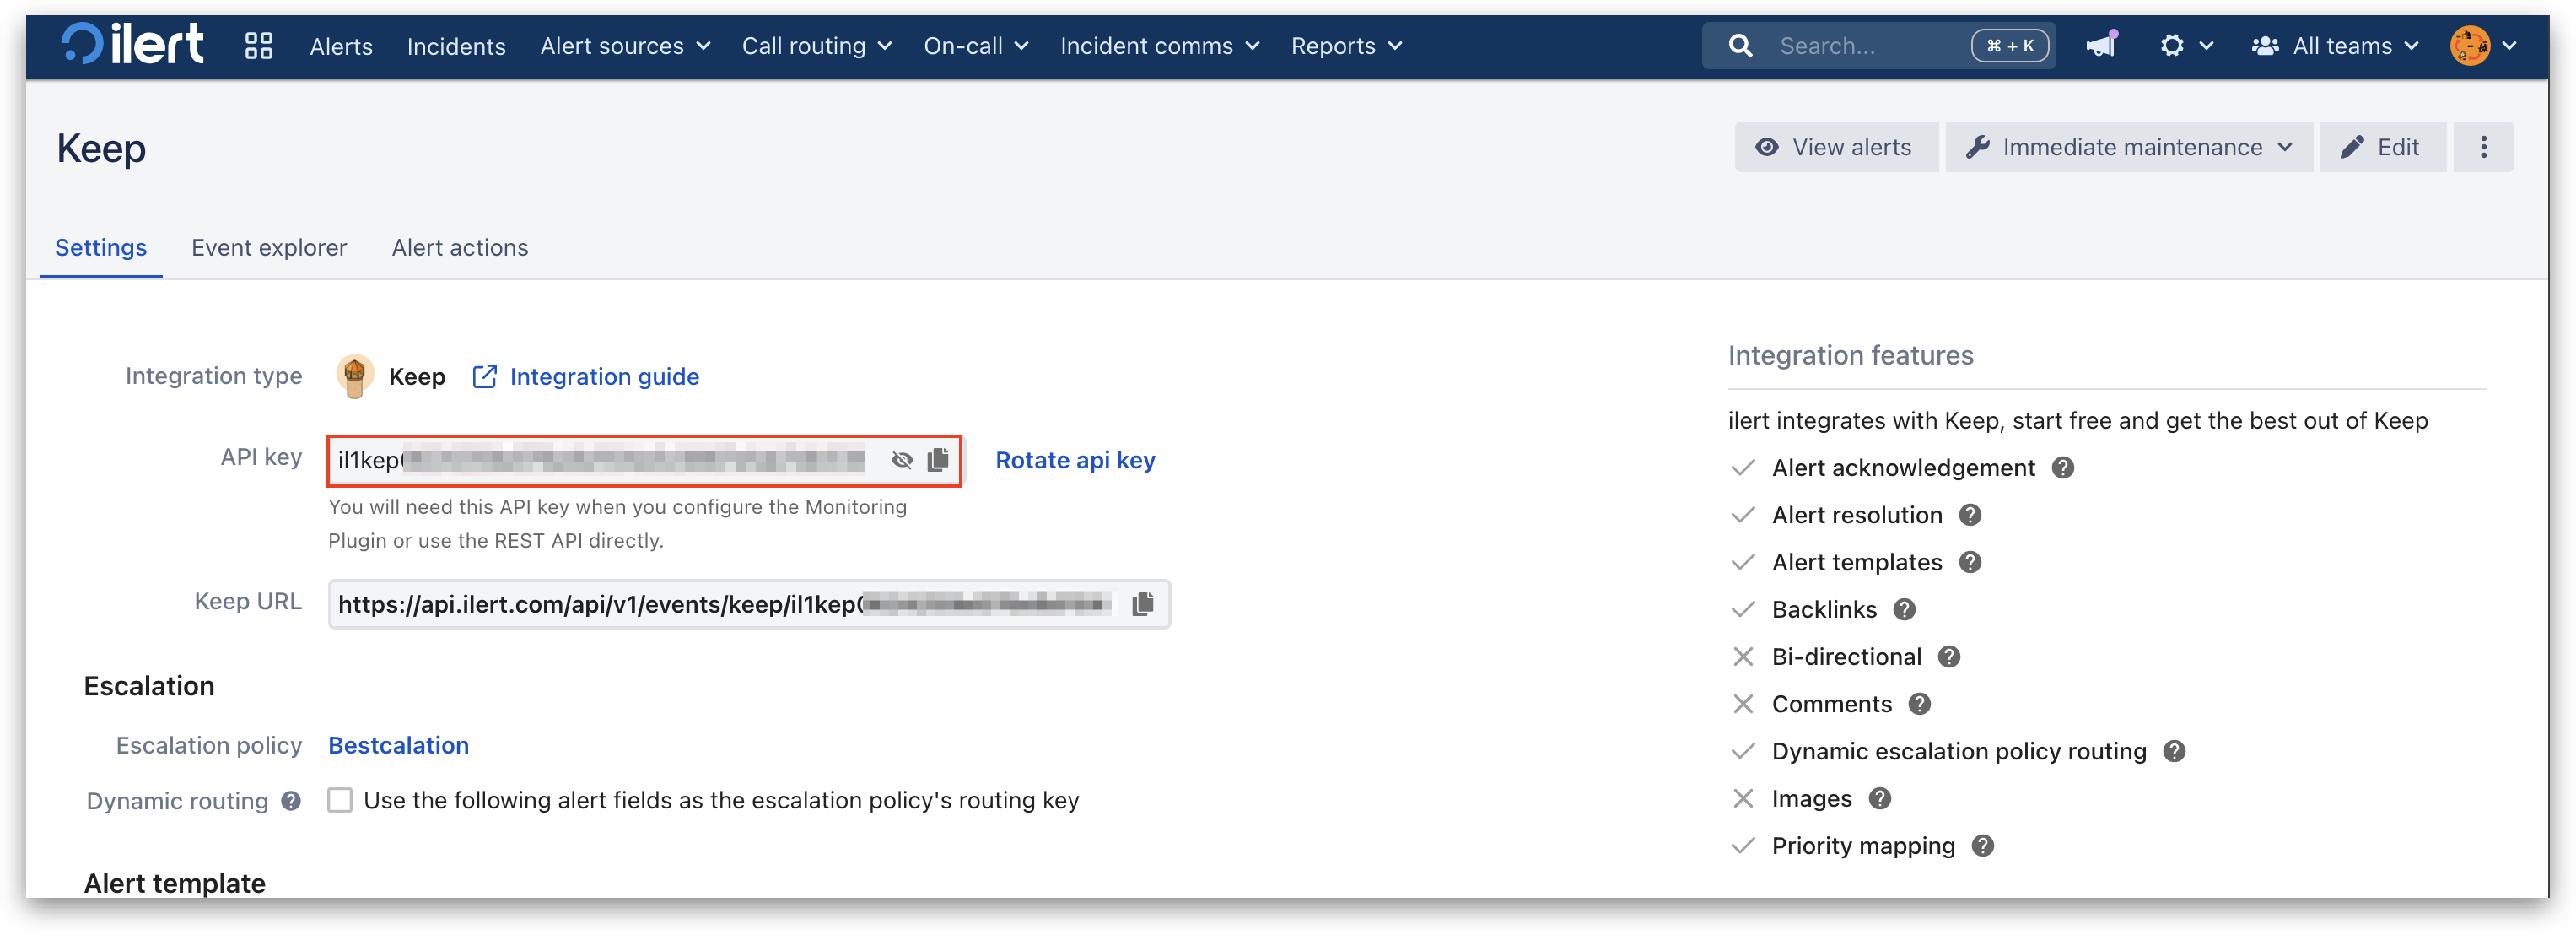 ilert Alerts Incidents Alert sources Call routing On-call Incident comms Reports Search... ⌘ + K All teams
Keep
View alerts Immediate maintenance Edit
Settings Event explorer Alert actions
Integration type Keep Integration guide
API key il1kep Rotate api key
You will need this API key when you configure the Monitoring
Plugin or use the REST API directly.
Keep URL https://api.ilert.com/api/v1/events/keep/il1kep
Escalation
Escalation policy Bestcalation
Dynamic routing Use the following alert fields as the escalation policy's routing key
Alert template
Integration features
ilert integrates with Keep, start free and get the best out of Keep
Alert acknowledgement
Alert resolution
Alert templates
Backlinks
Bi-directional
Comments
Dynamic escalation policy routing
Images
Priority mapping